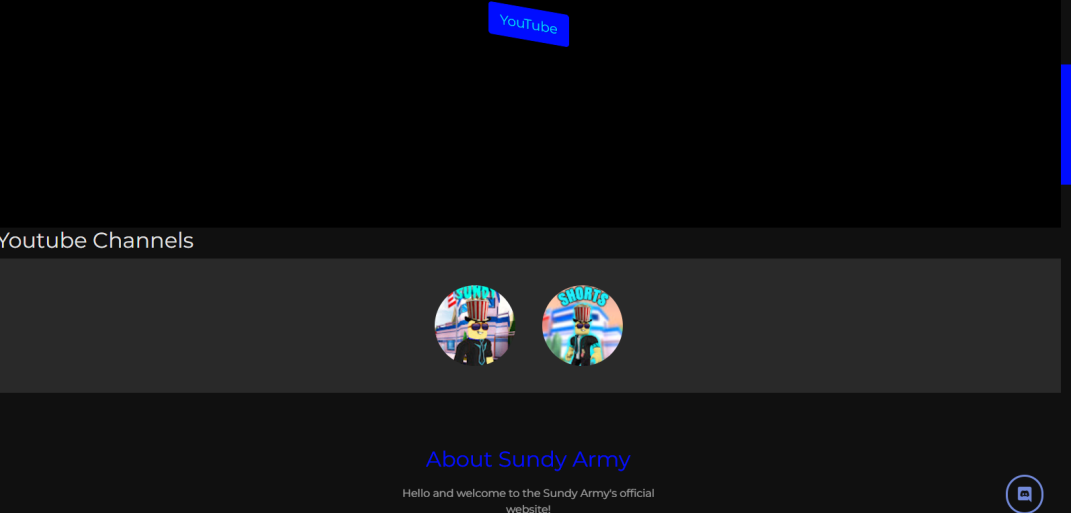 YouTube
Youtube Channels
SUNDY
SHORTS
About Sundy Army
Hello and welcome to the Sundy Army's official
website!